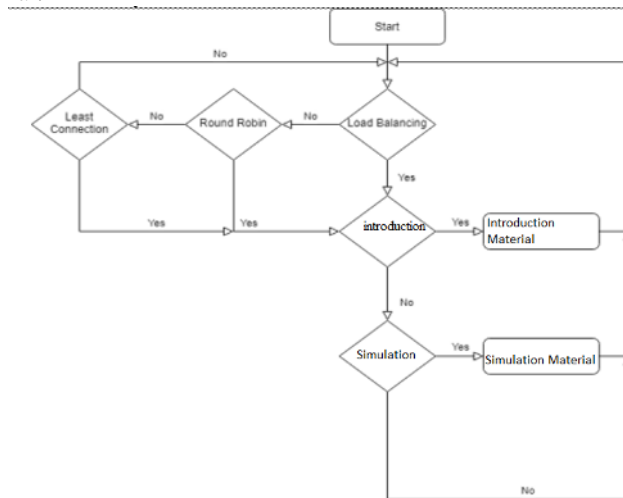 Start
No
Least
Connection
No
Round Robin
No
Load Balancing
Yes
Yes
Yes
introduction
Yes
Introduction
Material
No
Simulation
Yes
Simulation Material
No